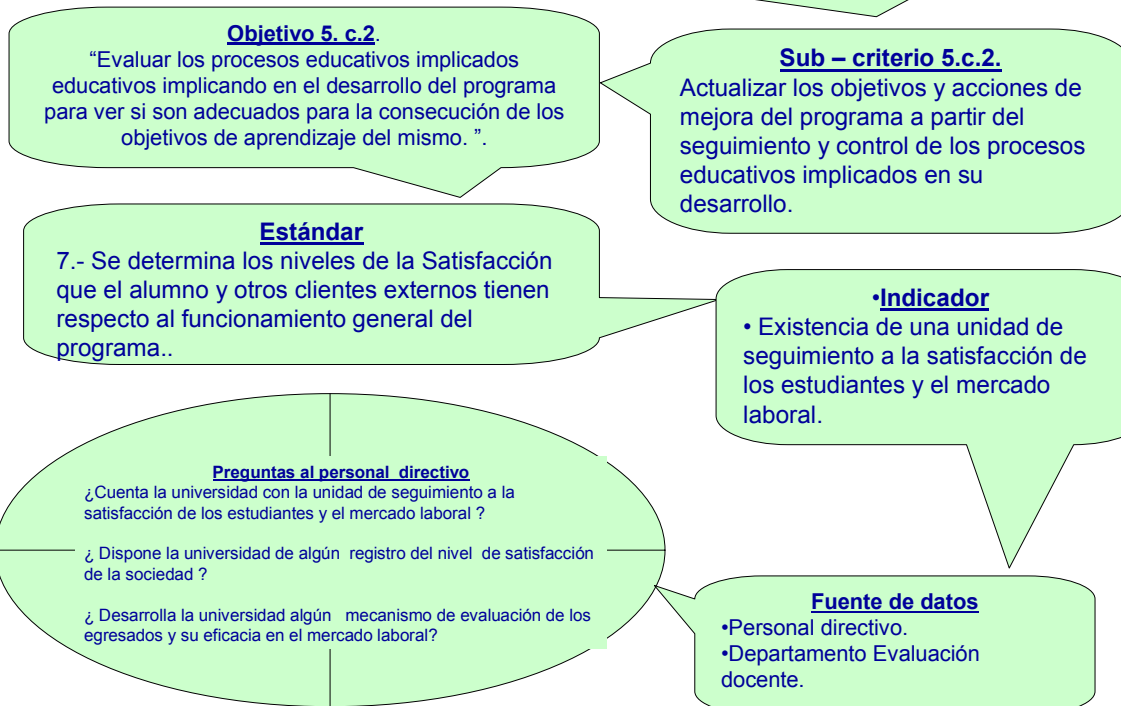 Objetivo 5. c.2.
“Evaluar los procesos educativos implicados
educativos implicando en el desarrollo del programa
para ver si son adecuados para la consecución de los
objetivos de aprendizaje del mismo. ”.
Sub – criterio 5.c.2.
Actualizar los objetivos y acciones de
mejora del programa a partir del
seguimiento y control de los procesos
educativos implicados en su
desarrollo.
Estándar
7.- Se determina los niveles de la Satisfacción
que el alumno y otros clientes externos tienen
respecto al funcionamiento general del
programa..
•Indicador
• Existencia de una unidad de
seguimiento a la satisfacción de
los estudiantes y el mercado
laboral.
Preguntas al personal directivo
¿Cuenta la universidad con la unidad de seguimiento a la
satisfacción de los estudiantes y el mercado laboral ?
¿ Dispone la universidad de algún registro del nivel de satisfacción
de la sociedad ?
¿ Desarrolla la universidad algún mecanismo de evaluación de los
egresados y su eficacia en el mercado laboral?
Fuente de datos
•Personal directivo.
•Departamento Evaluación
docente.